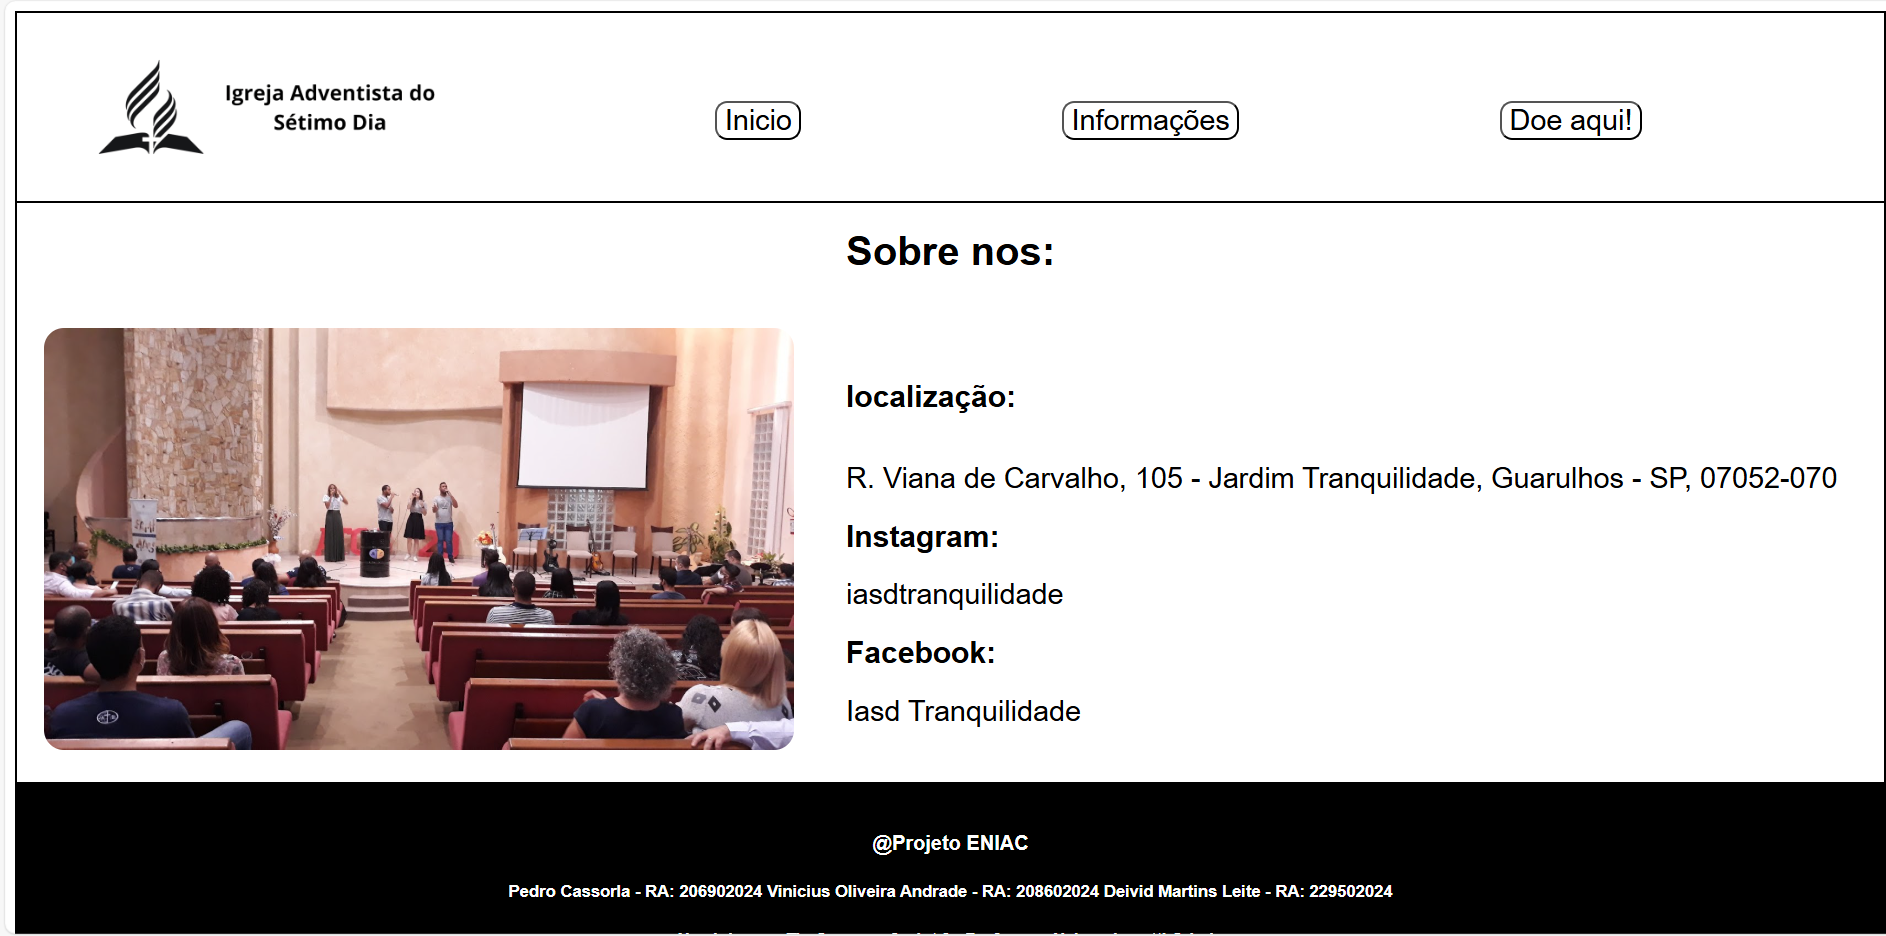 Igreja Adventista do
Sétimo Dia
Inicio
Informações
Doe aqui!
Sobre nos:
localização:
R. Viana de Carvalho, 105 - Jardim Tranquilidade, Guarulhos - SP, 07052-070
Instagram:
iasdtranquilidade
Facebook:
Iasd Tranquilidade
@Projeto ENIAC
Pedro Cassorla - RA: 206902024 Vinicius Oliveira Andrade - RA: 208602024 Deivid Martins Leite - RA: 229502024